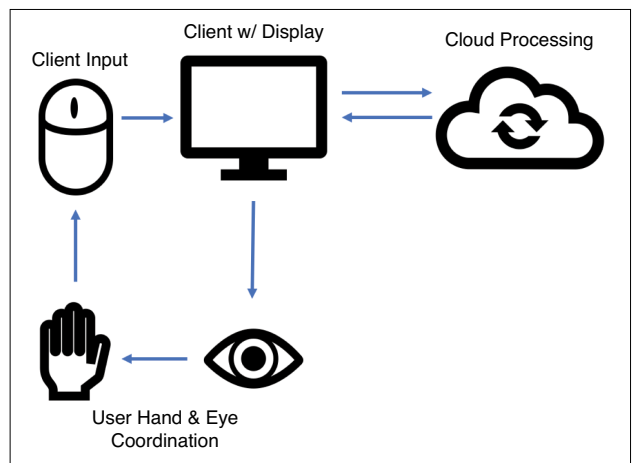 Client w/ Display
Cloud Processing
Client Input
User Hand & Eye
Coordination